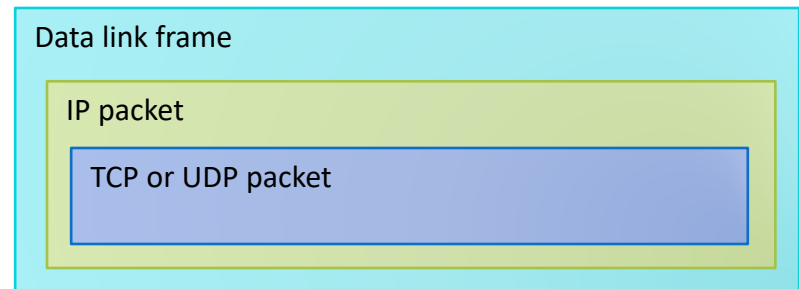 Data link frame
IP packet
TCP or UDP packet